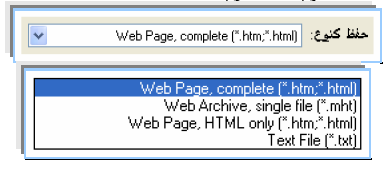 حفظ كنوع: Web Page, complete (*.htm;*.html)
Web Page, complete (*.htm;*.html)
Web Archive, single file (*.mht)
Web Page, HTML only (*.htm;*.html)
Text File (*.txt)